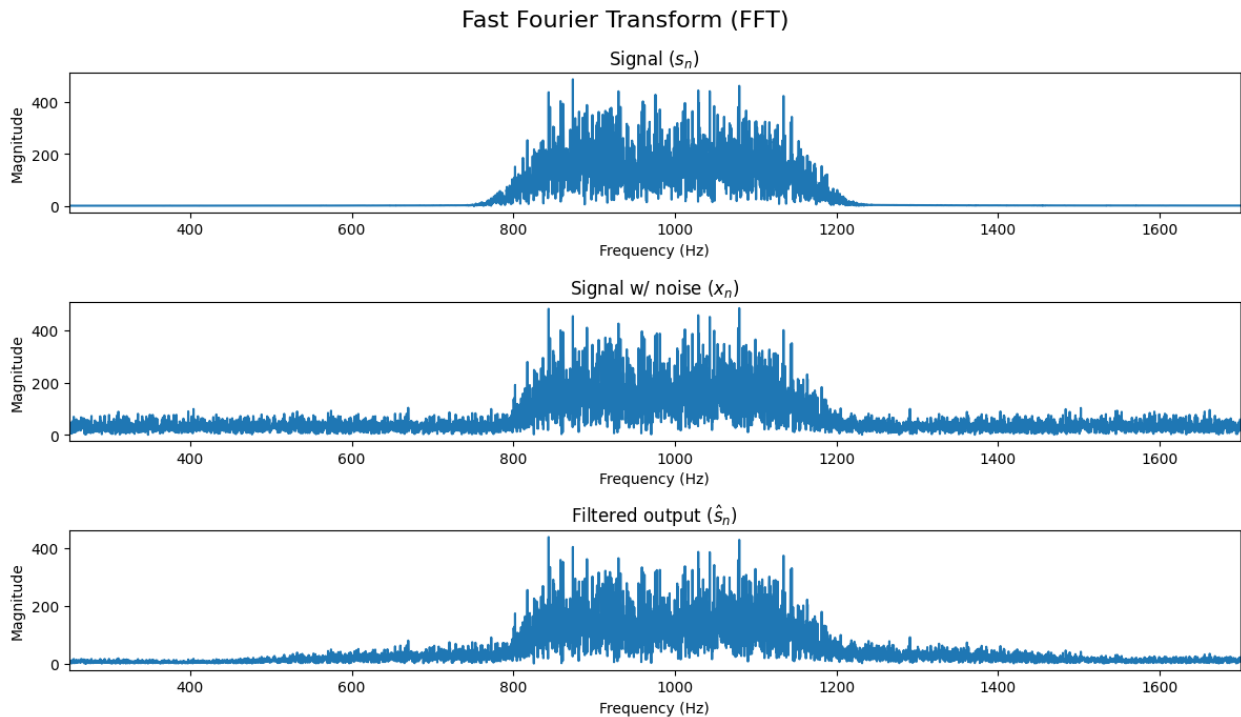 Fast Fourier Transform (FFT)
Signal (sₙ)
Magnitude
400
200
0
400 600 800 1000 1200 1400 1600
Frequency (Hz)
Signal w/ noise (xₙ)
Magnitude
400
200
0
400 600 800 1000 1200 1400 1600
Frequency (Hz)
Filtered output (ŝₙ)
Magnitude
400
200
0
400 600 800 1000 1200 1400 1600
Frequency (Hz)